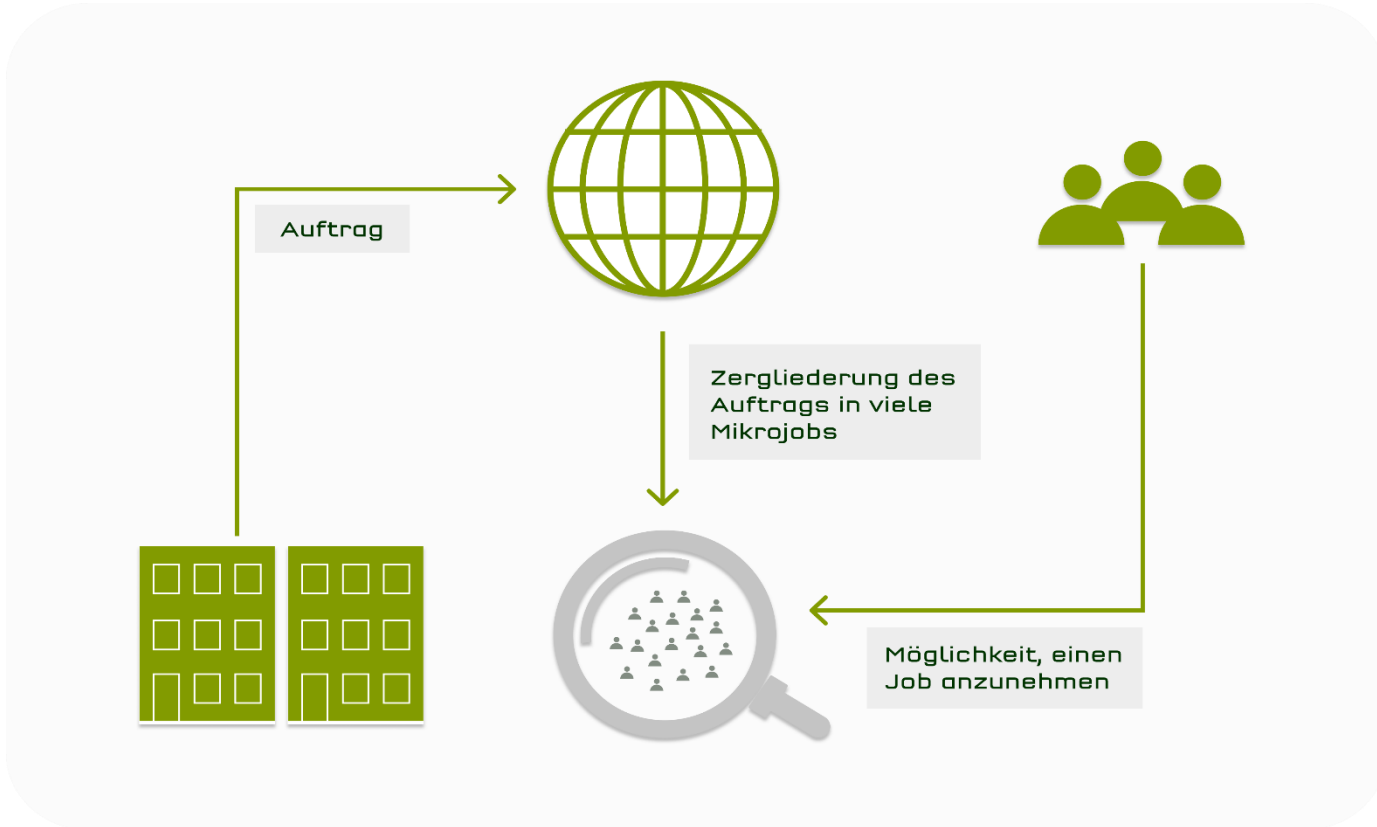 Auftrag
Zergliederung des
Auftrags in viele
Mikrojobs
Möglichkeit, einen
Job anzunehmen